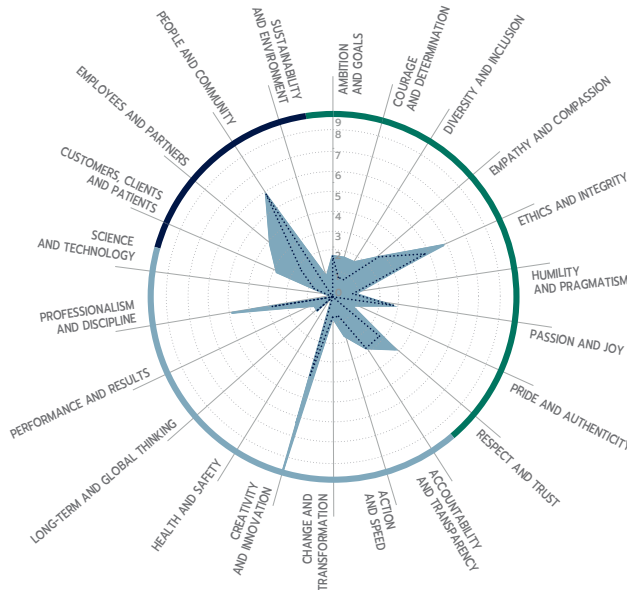 AMBITION
AND GOALS
COURAGE
AND DETERMINATION
DIVERSITY AND INCLUSION
EMPATHY AND COMPASSION
ETHICS AND INTEGRITY
HUMILITY
AND PRAGMATISM
PASSION AND JOY
PRIDE AND AUTHENTICITY
RESPECT AND TRUST
ACCOUNTABILITY
AND TRANSPARENCY
ACTION
AND SPEED
CHANGE AND
TRANSFORMATION
CREATIVITY
AND INNOVATION
HEALTH AND SAFETY
LONG-TERM AND GLOBAL THINKING
PERFORMANCE AND RESULTS
PROFESSIONALISM
AND DISCIPLINE
SCIENCE
AND TECHNOLOGY
CUSTOMERS, CLIENTS
AND PATIENTS
EMPLOYEES AND PARTNERS
PEOPLE AND COMMUNITY
SUSTAINABILITY
AND ENVIRONMENT
9
8
7
6
5
4
3
2
0